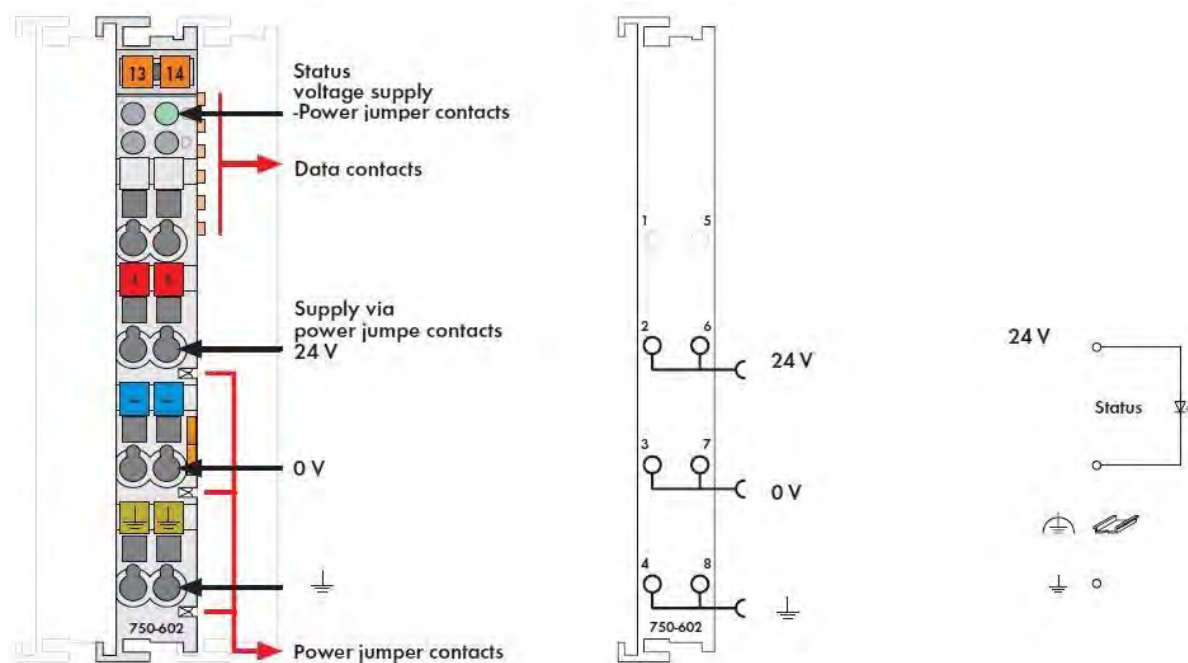 13 14
Status
voltage supply
-Power jumper contacts
Data contacts
Supply via
power jumpe contacts
24 V
0 V
750-602
Power jumper contacts
1 5
2 6
24 V
3 7
0 V
4 8
750-602
24 V
Status